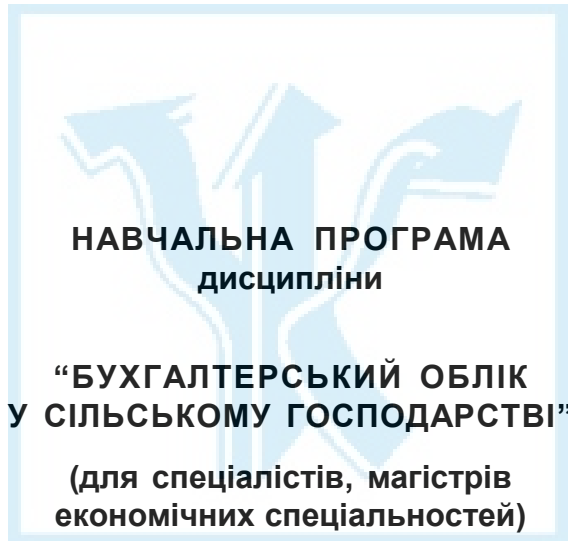 НАВЧАЛЬНА ПРОГРАМА
дисципліни
“БУХГАЛТЕРСЬКИЙ ОБЛІК
У СІЛЬСЬКОМУ ГОСПОДАРСТВІ”
(для спеціалістів, магістрів
економічних спеціальностей)